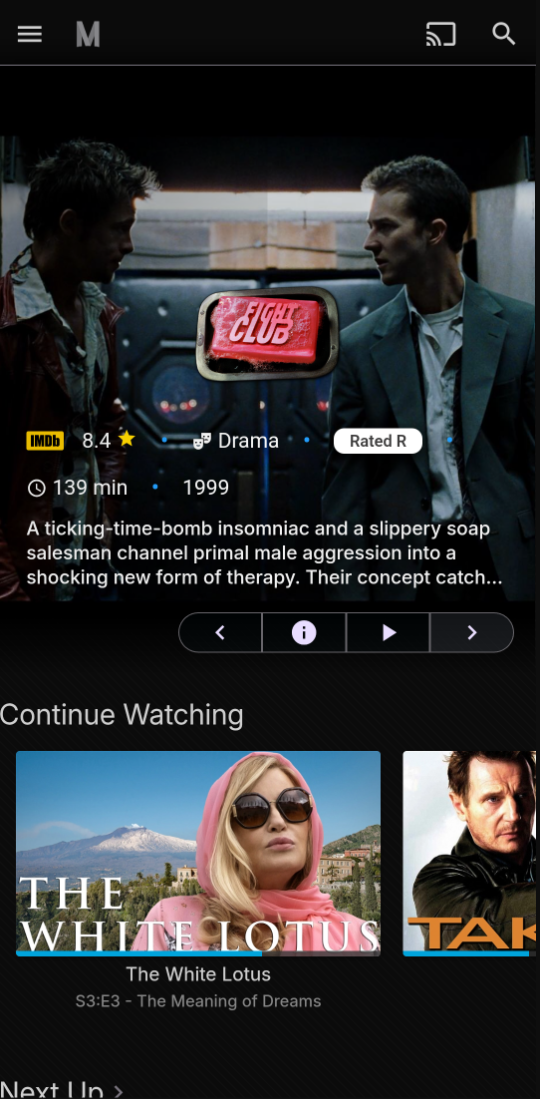 M
FIGHT
CLUB
IMDb 8.4 Drama Rated R
139 min 1999
A ticking-time-bomb insomniac and a slippery soap
salesman channel primal male aggression into a
shocking new form of therapy. Their concept catch...
Continue Watching
THE
WHITE LOTUS
TAK
The White Lotus
S3:E3 - The Meaning of Dreams
Next Up